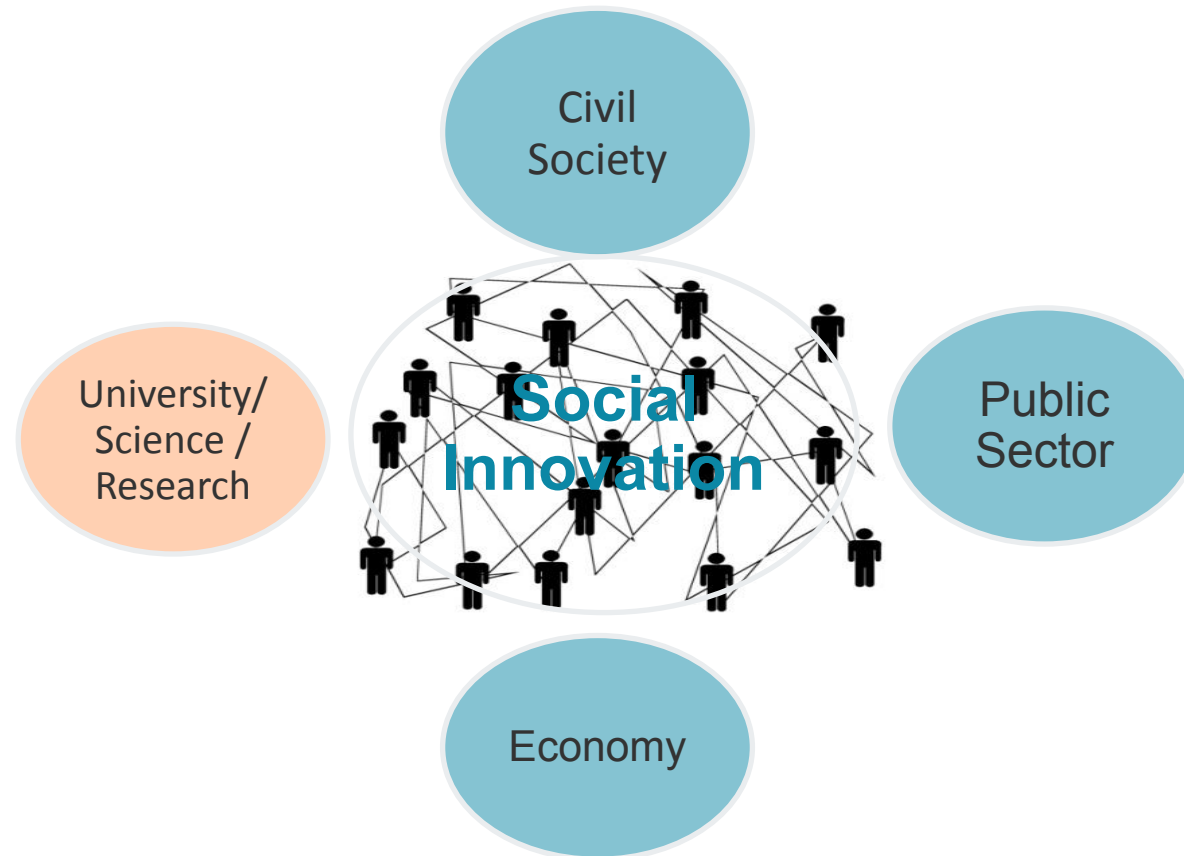 Civil
Society
University/
Science /
Research
Social
Innovation
Public
Sector
Economy